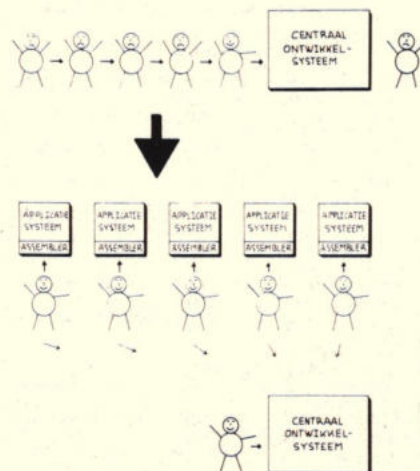 CENTRAAL
ONTWIKKEL-
SYSTEEM
APPLICATIE
SYSTEEM
ASSEMBLER
APPLICATIE
SYSTEEM
ASSEMBLER
APPLICATIE
SYSTEEM
ASSEMBLER
APPLICATIE
SYSTEEM
ASSEMBLER
APPLICATIE
SYSTEEM
ASSEMBLER
CENTRAAL
ONTWIKKEL-
SYSTEEM